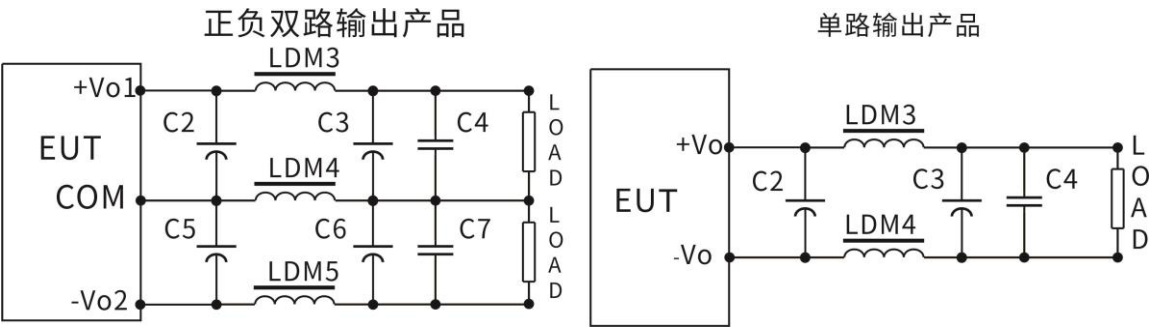 正负双路输出产品
LDM3
+Vo1
C2
C3
C4
LOAD
EUT
LDM4
COM
C5
C6
C7
LOAD
LDM5
-Vo2
单路输出产品
LDM3
+Vo
C2
C3
C4
LOAD
EUT
LDM4
-Vo